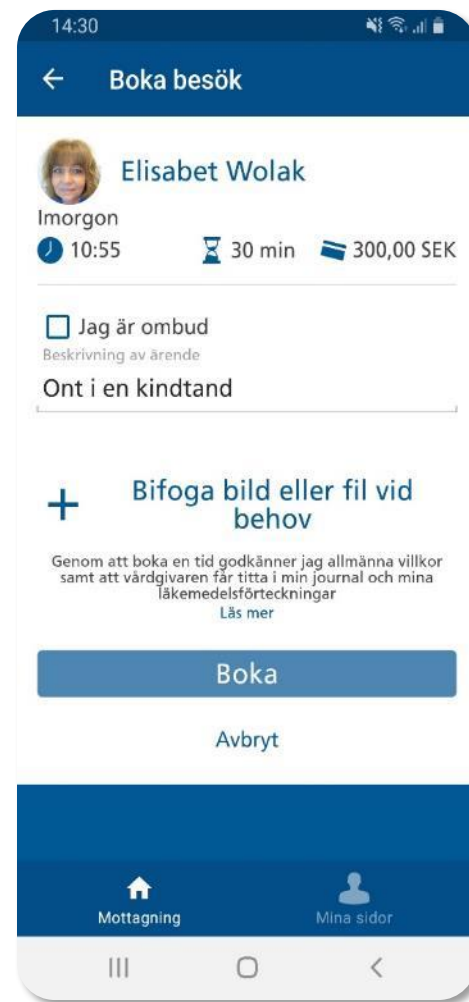 14:30
Boka besök
Elisabet Wolak
Imorgon
10:55 30 min 300,00 SEK
Jag är ombud
Beskrivning av ärende
Ont i en kindtand
Bifoga bild eller fil vid
behov
Genom att boka en tid godkänner jag allmänna villkor
samt att vårdgivaren får titta i min journal och mina
läkemedelsförteckningar
Läs mer
Boka
Avbryt
Mottagning Mina sidor